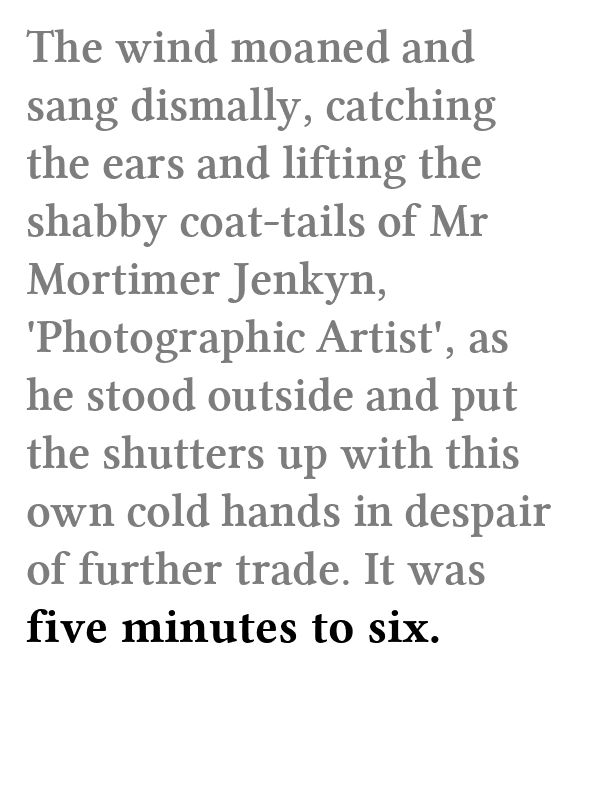 The wind moaned and
sang dismally, catching
the ears and lifting the
shabby coat-tails of Mr
Mortimer Jenkyn,
'Photographic Artist', as
he stood outside and put
the shutters up with this
own cold hands in despair
of further trade. It was
five minutes to six.